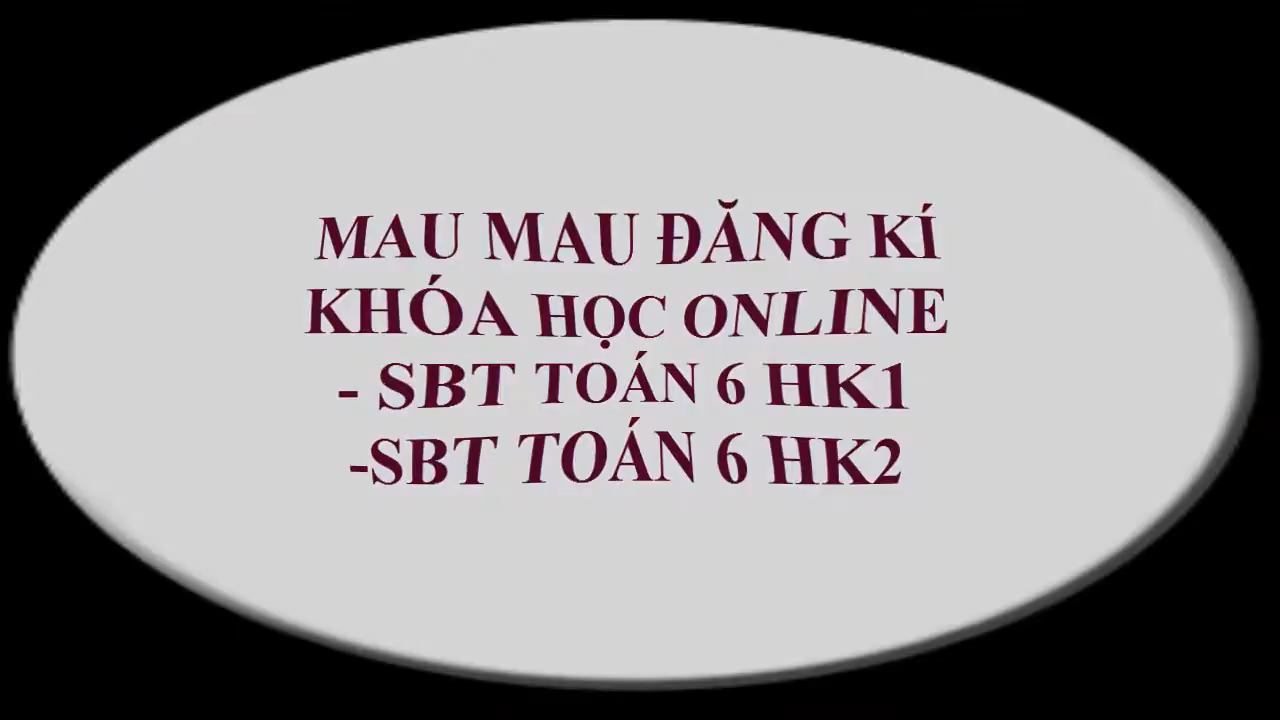 MAU MAU ĐĂNG KÍ
KHÓA HỌC ONLINE
- SBT TOÁN 6 HK1
-SBT TOÁN 6 HK2